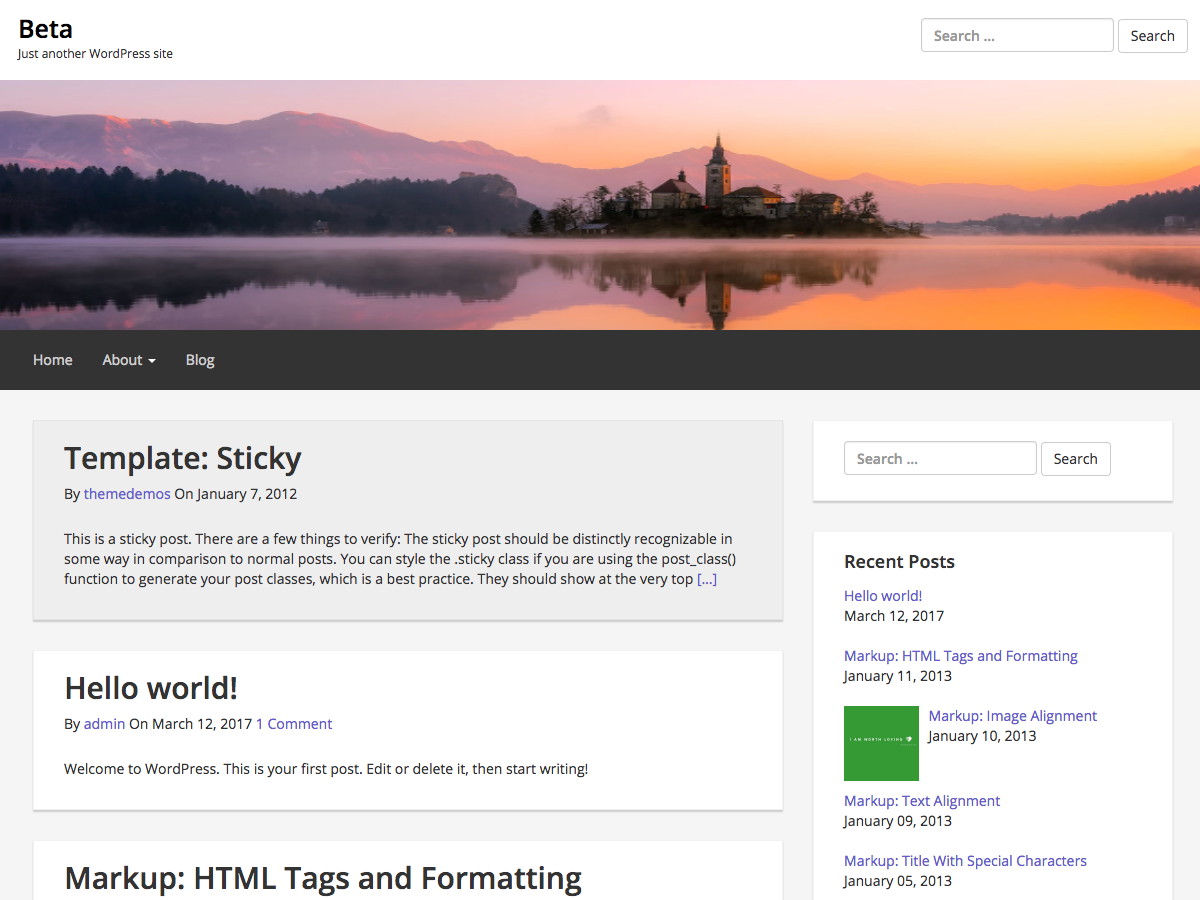 Beta
Just another WordPress site
Search ...
Search
Home
About
Blog
Template: Sticky
By themedemos On January 7, 2012
This is a sticky post. There are a few things to verify: The sticky post should be distinctly recognizable in
some way in comparison to normal posts. You can style the .sticky class if you are using the post_class()
function to generate your post classes, which is a best practice. They should show at the very top [...]
Hello world!
By admin On March 12, 2017 1 Comment
Welcome to WordPress. This is your first post. Edit or delete it, then start writing!
Markup: HTML Tags and Formatting
Search ...
Search
Recent Posts
Hello world!
March 12, 2017
Markup: HTML Tags and Formatting
January 11, 2013
I AM WORTH LOVING
Markup: Image Alignment
January 10, 2013
Markup: Text Alignment
January 09, 2013
Markup: Title With Special Characters
January 05, 2013